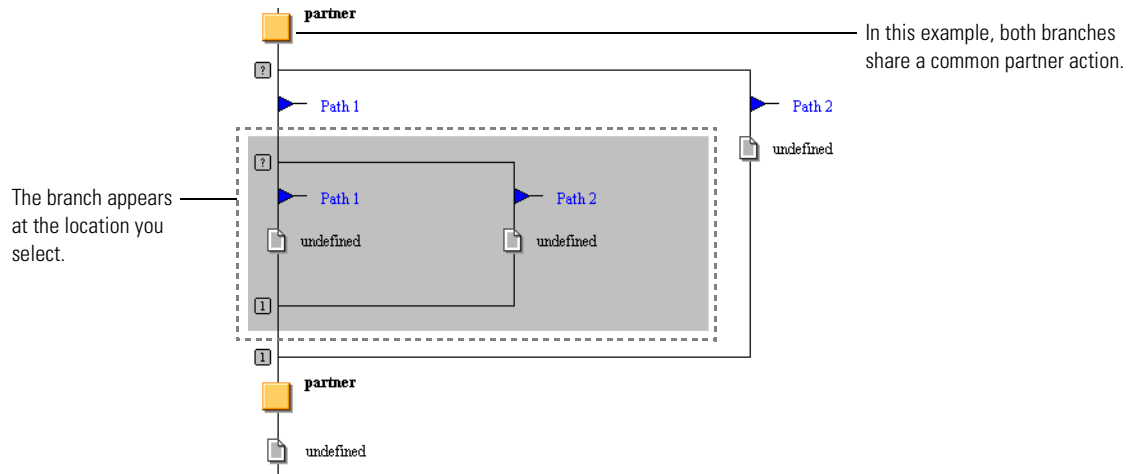 partner
In this example, both branches
share a common partner action.
?
Path 1
Path 2
undefined
?
The branch appears
at the location you
select.
Path 1
Path 2
undefined
undefined
1
1
partner
undefined